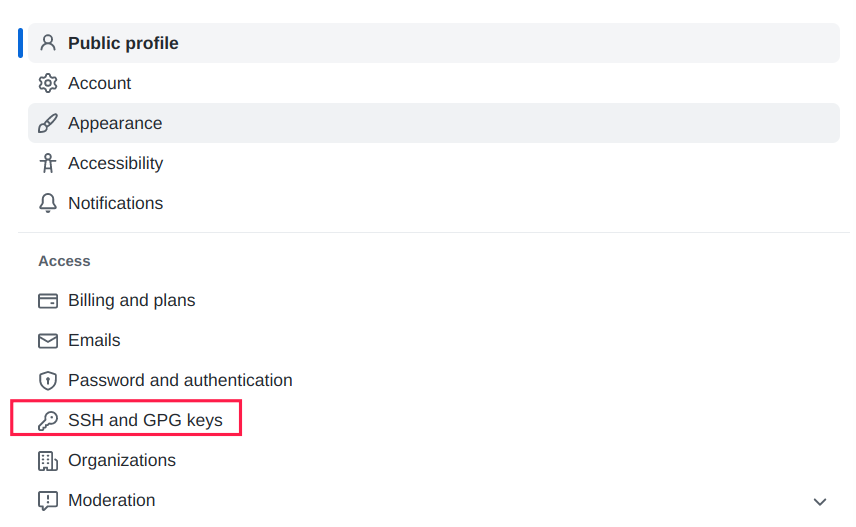 Public profile
Account
Appearance
Accessibility
Notifications
Access
Billing and plans
Emails
Password and authentication
SSH and GPG keys
Organizations
Moderation